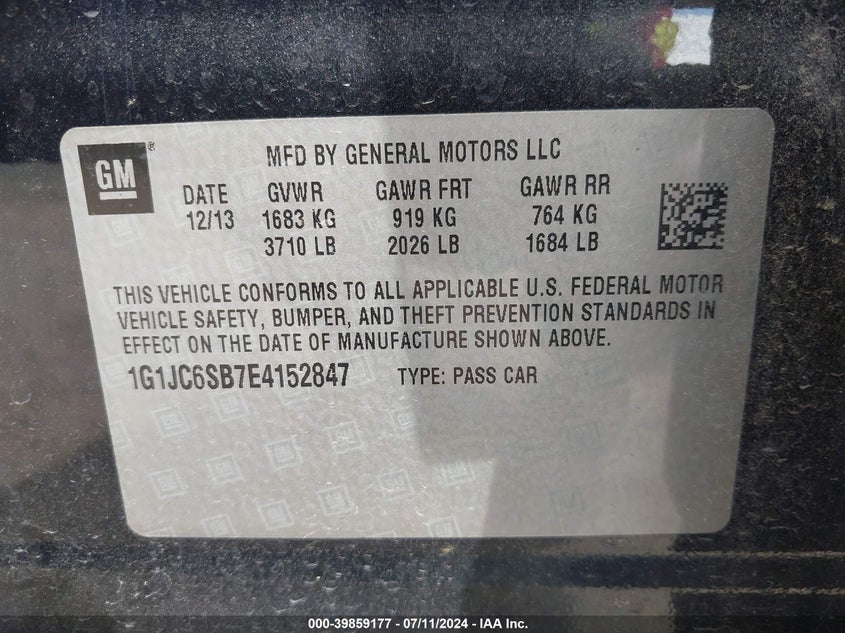 GM ® MFD BY GENERAL MOTORS LLC
DATE GVWR GAWR FRT GAWR RR
12/13 1683 KG 919 KG 764 KG
3710 LB 2026 LB 1684 LB
THIS VEHICLE CONFORMS TO ALL APPLICABLE U.S. FEDERAL MOTOR
VEHICLE SAFETY, BUMPER, AND THEFT PREVENTION STANDARDS IN
EFFECT ON THE DATE OF MANUFACTURE SHOWN ABOVE.
1G1JC6SB7E4152847 TYPE: PASS CAR
000-39859177 - 07/11/2024 - IAA Inc.